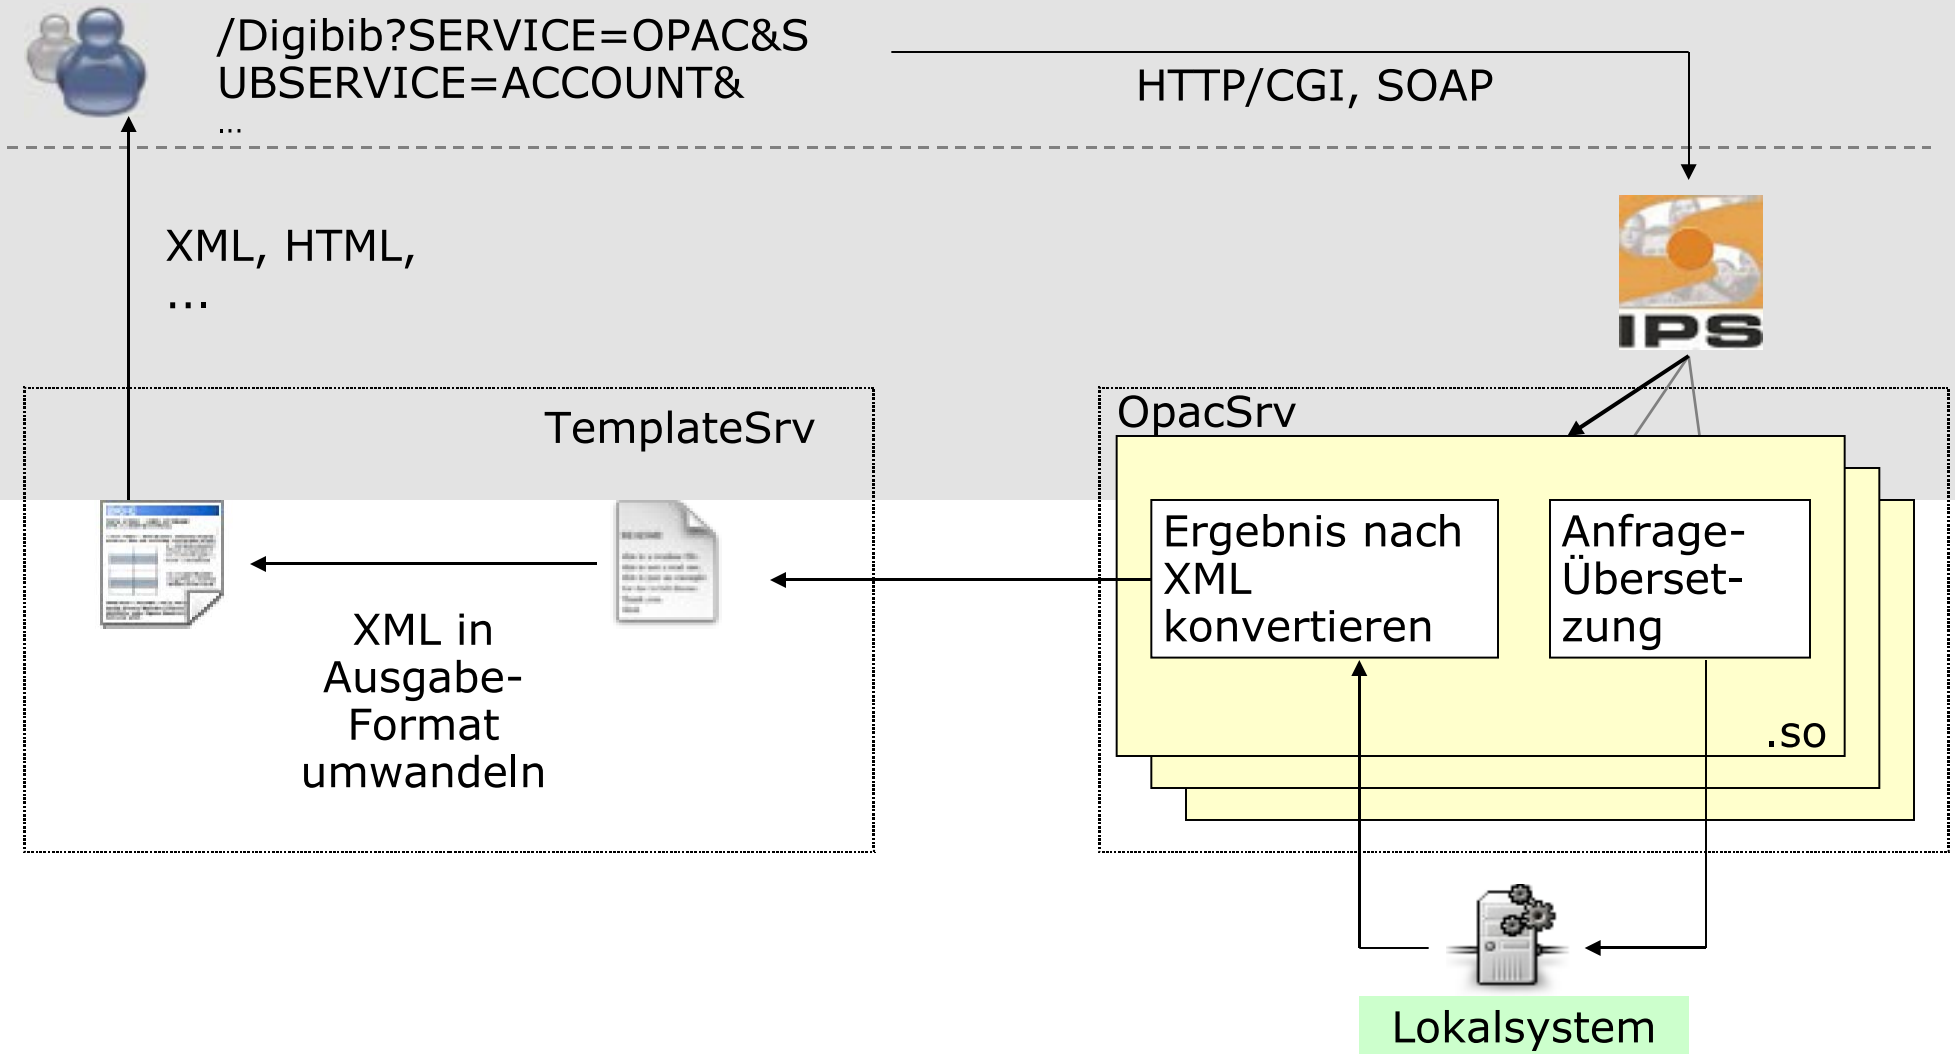 /Digibib?SERVICE=OPAC&S
UBSERVICE=ACCOUNT&
...
HTTP/CGI, SOAP
XML, HTML,
...
IPS
TemplateSrv
OpacSrv
Ergebnis nach
XML
konvertieren
Anfrage-
Überset-
zung
README
XML in
Ausgabe-
Format
umwandeln
.so
Lokalsystem